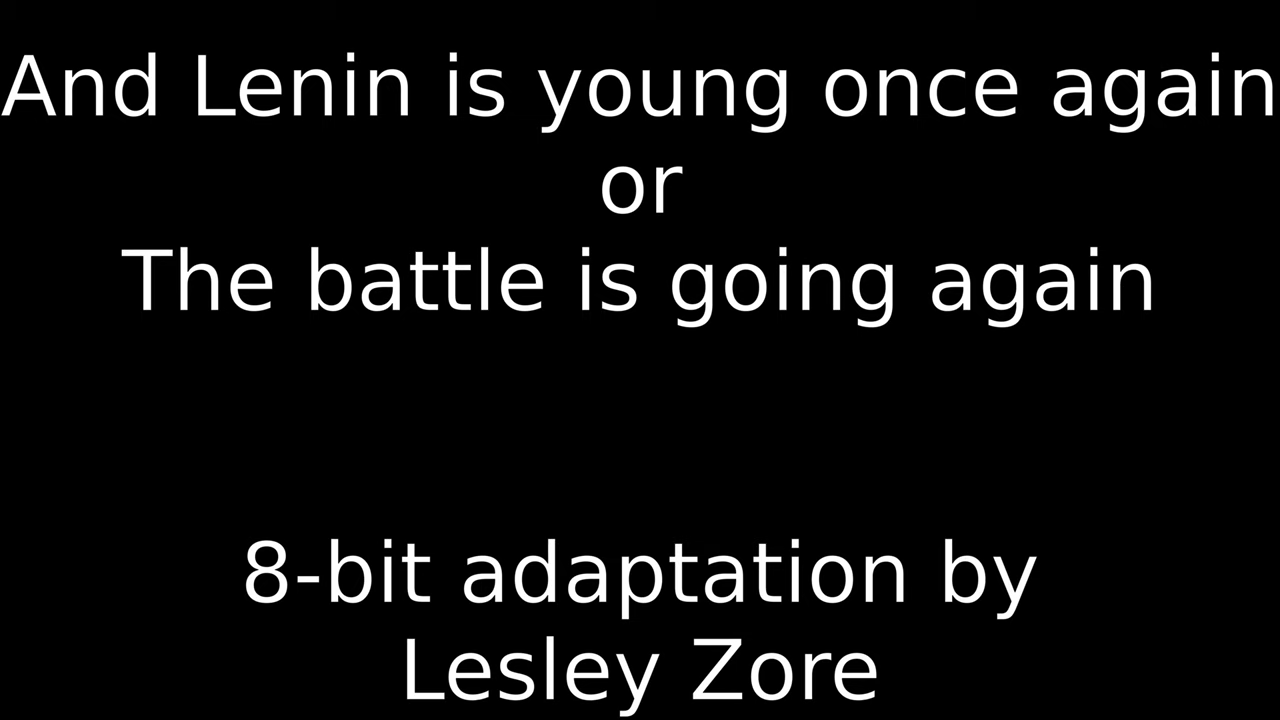 And Lenin is young once again
or
The battle is going again
8-bit adaptation by
Lesley Zore